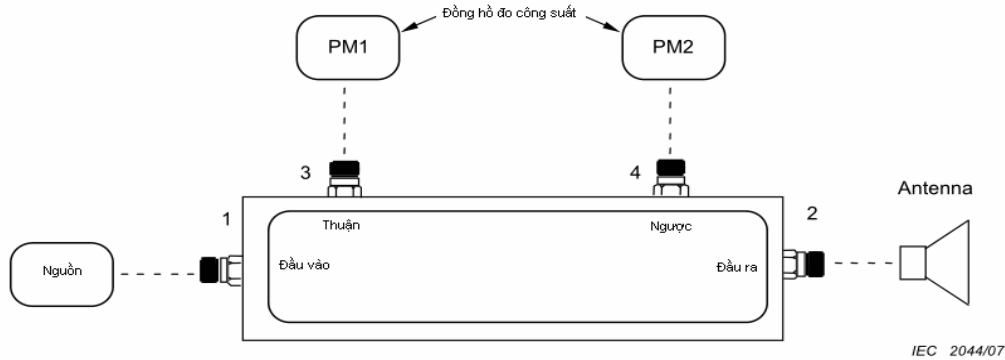 Đồng hồ đo công suất
PM1
PM2
3
4
Antenna
1
Thuận
Ngược
2
Nguồn
Đầu vào
Đầu ra
IEC 2044/07